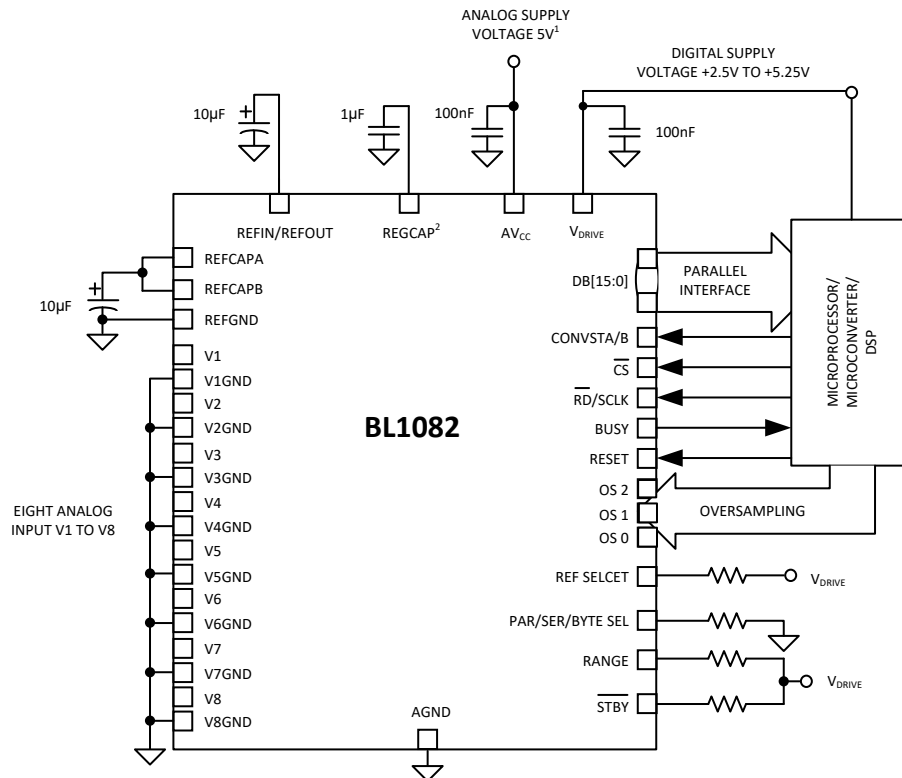 ANALOG SUPPLY
VOLTAGE 5V¹
DIGITAL SUPPLY
VOLTAGE +2.5V TO +5.25V
10µF
+
1µF
100nF
100nF
REFIN/REFOUT
REGCAP²
AVCC
VDRIVE
REFCAPA
REFCAPB
REFGND
+
10µF
V1
V1GND
V2
V2GND
V3
V3GND
V4
V4GND
V5
V5GND
V6
V6GND
V7
V7GND
V8
V8GND
EIGHT ANALOG
INPUT V1 TO V8
BL1082
AGND
DB[15:0]
PARALLEL
INTERFACE
CONVSTA/B
CS
RD/SCLK
BUSY
RESET
OS 2
OS 1
OS 0
OVERSAMPLING
REF SELCET
VDRIVE
PAR/SER/BYTE SEL
RANGE
STBY
VDRIVE
MICROPROCESSOR/
MICROCONVERTER/
DSP